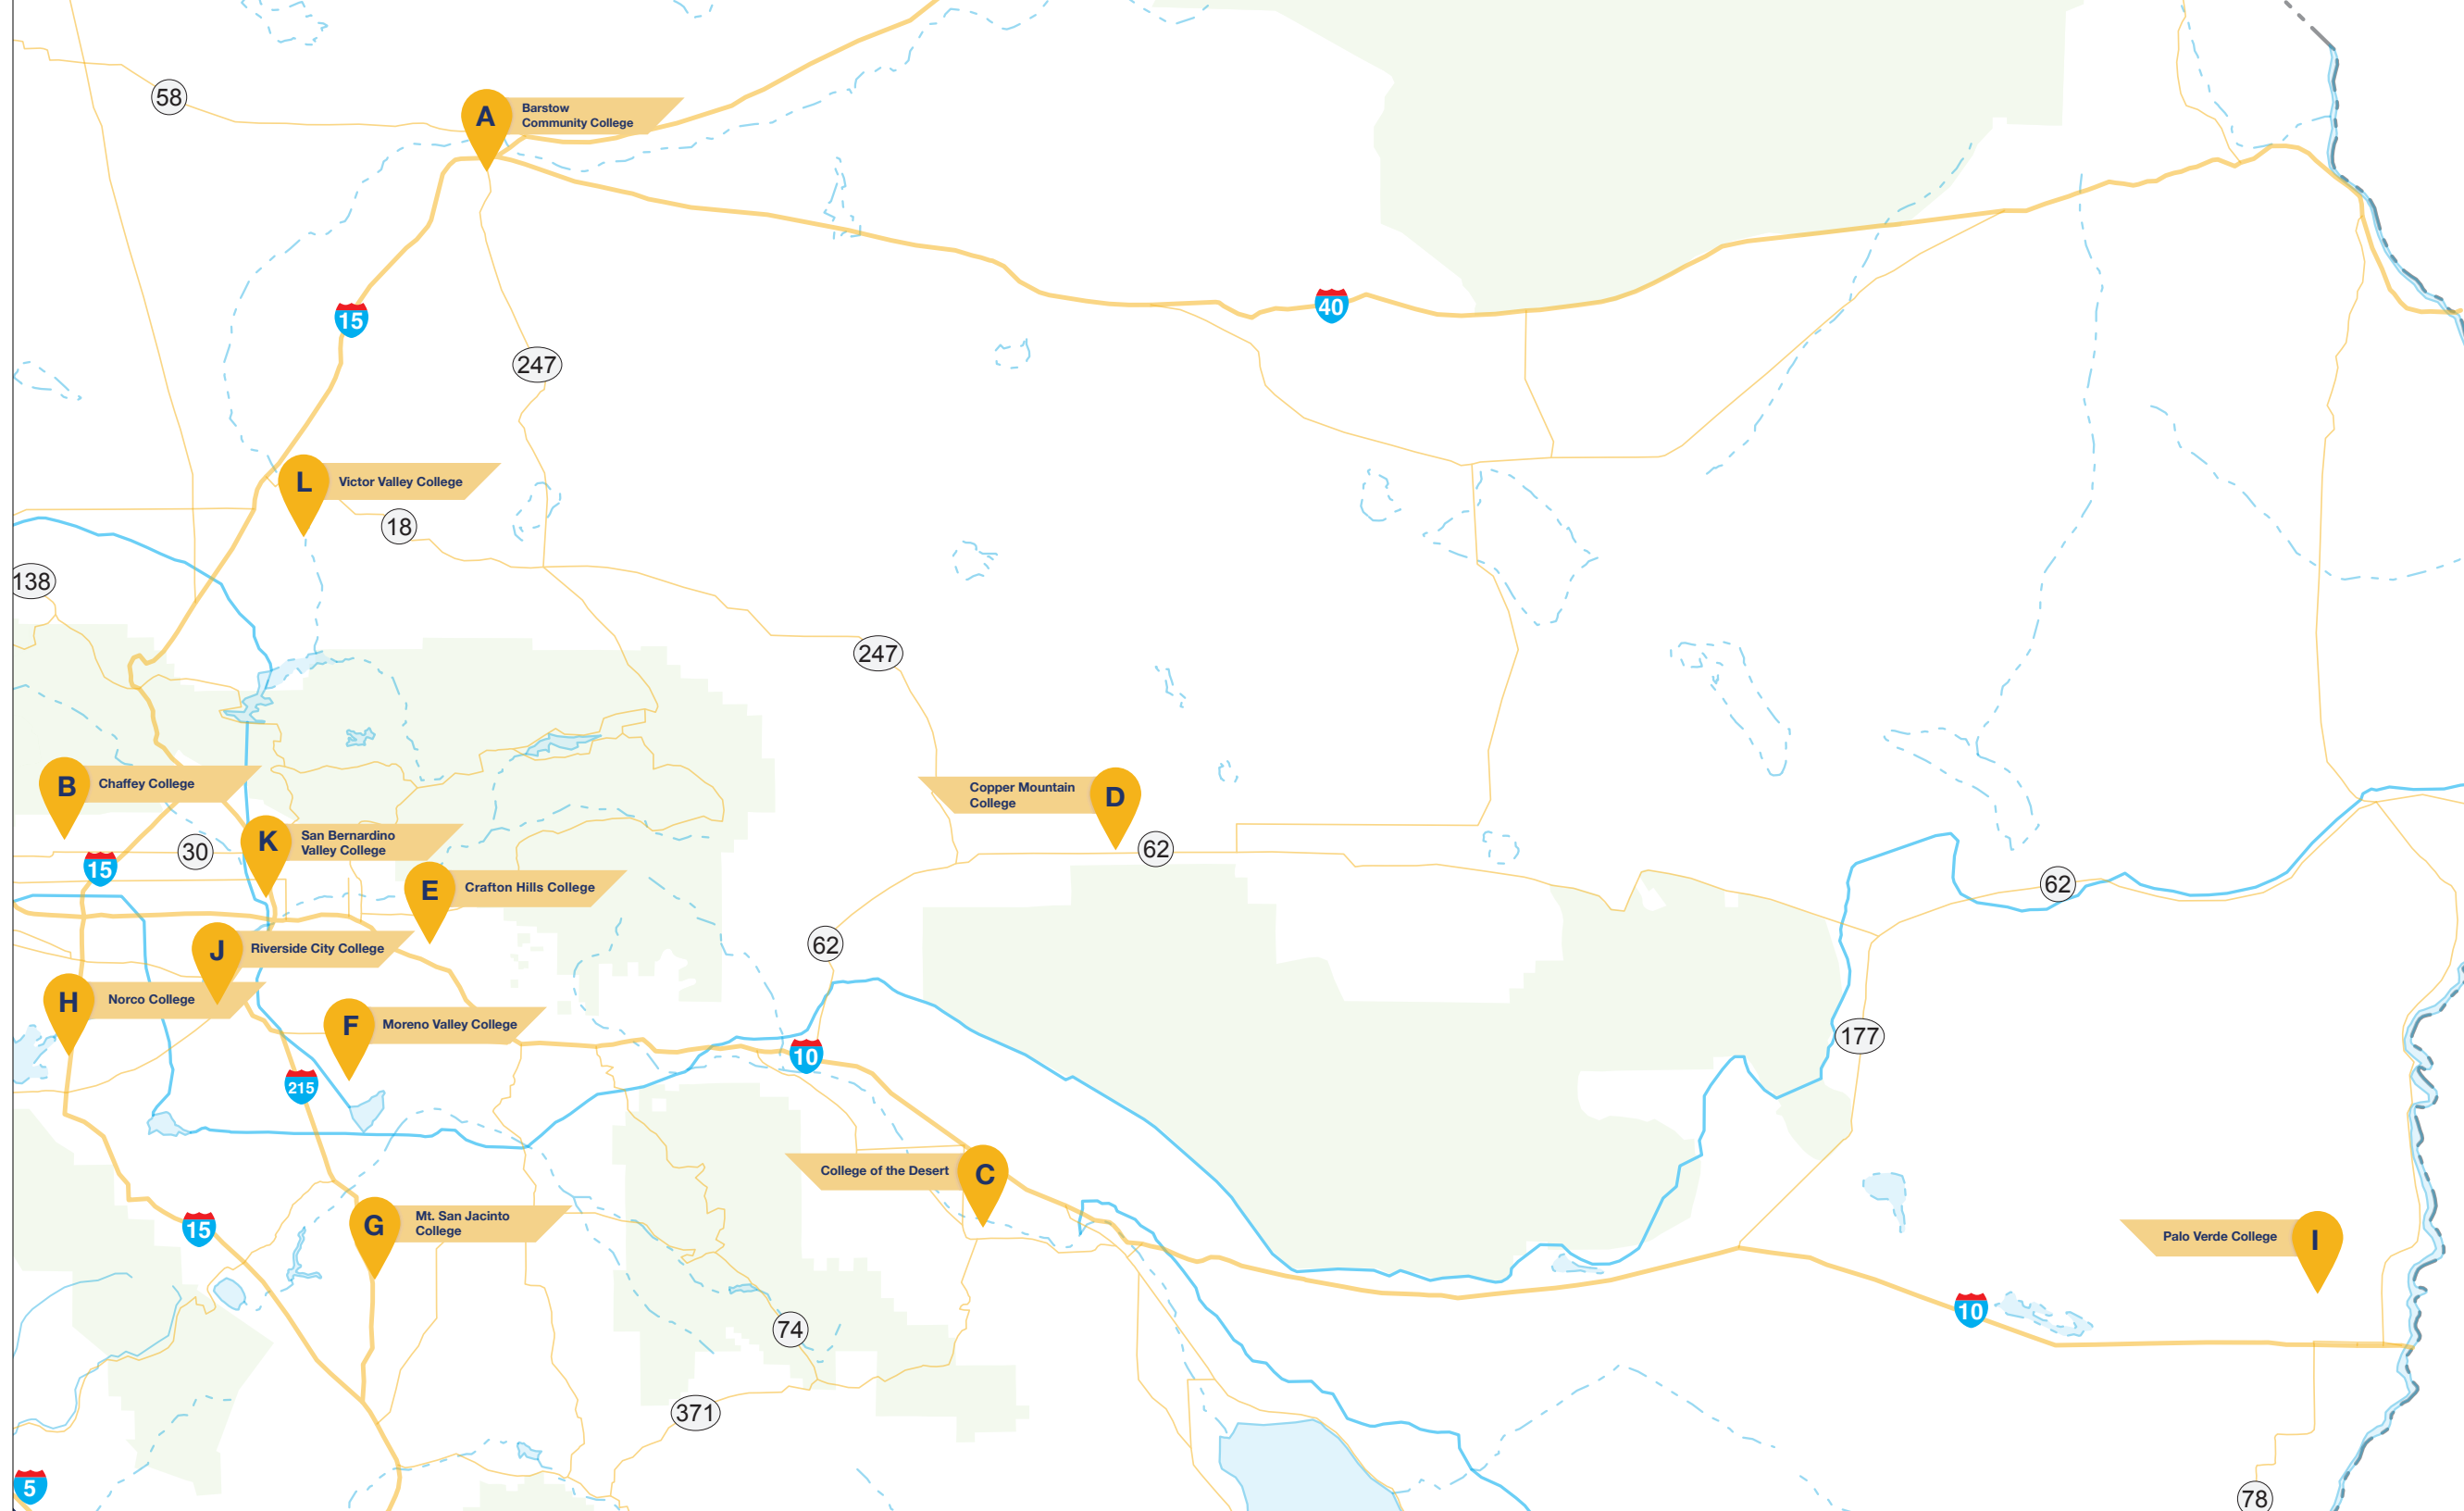 58
A
Barstow
Community College
15
40
247
L
Victor Valley College
18
138
247
B
Chaffey College
Copper Mountain
College
D
K
San Bernardino
Valley College
30
15
62
E
Crafton Hills College
62
J
Riverside City College
62
H
Norco College
F
Moreno Valley College
177
10
215
College of the Desert
C
G
Mt. San Jacinto
College
15
Palo Verde College
I
10
74
371
5
78